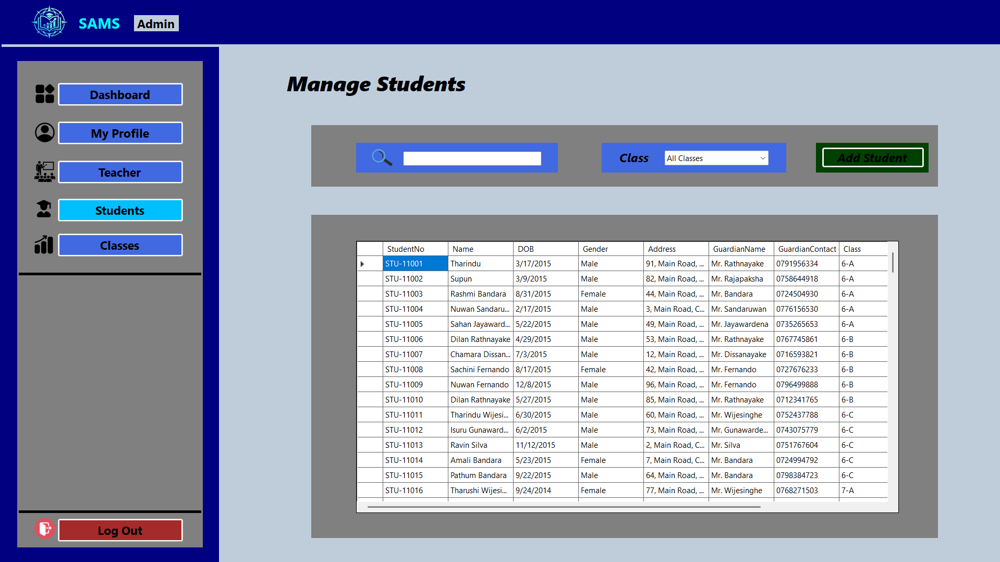 SAMS Admin
Dashboard
My Profile
Teacher
Students
Classes
Log Out
Manage Students
Class All Classes Add Student
StudentNo Name DOB Gender Address GuardianName GuardianContact Class
STU-11001 Tharindu 3/17/2015 Male 91, Main Road, ... Mr. Rathnayake 0791956334 6-A
STU-11002 Supun 3/9/2015 Male 82, Main Road, ... Mr. Rajapaksha 0758644918 6-A
STU-11003 Rashmi Bandara 8/31/2015 Female 44, Main Road, ... Mr. Bandara 0724504930 6-A
STU-11004 Nuwan Sandaru... 2/17/2015 Male 3, Main Road, C... Mr. Sandaruwan 0776156530 6-A
STU-11005 Sahan Jayaward... 5/22/2015 Male 49, Main Road, ... Mr. Jayawardena 0735265653 6-A
STU-11006 Dilan Rathnayake 4/29/2015 Male 53, Main Road, ... Mr. Rathnayake 0767745861 6-B
STU-11007 Chamara Dissan... 7/3/2015 Male 12, Main Road, ... Mr. Dissanayake 0716593821 6-B
STU-11008 Sachini Fernando 8/17/2015 Female 42, Main Road, ... Mr. Fernando 0727676233 6-B
STU-11009 Nuwan Fernando 12/8/2015 Male 96, Main Road, ... Mr. Fernando 0796499888 6-B
STU-11010 Dilan Rathnayake 5/27/2015 Male 85, Main Road, ... Mr. Rathnayake 0712341765 6-B
STU-11011 Tharindu Wijesi... 6/30/2015 Male 60, Main Road, ... Mr. Wijesinghe 0752437788 6-C
STU-11012 Isuru Gunaward... 6/2/2015 Male 73, Main Road, ... Mr. Gunawarde... 0743075779 6-C
STU-11013 Ravin Silva 11/12/2015 Male 2, Main Road, C... Mr. Silva 0751767604 6-C
STU-11014 Amali Bandara 5/23/2015 Female 7, Main Road, C... Mr. Bandara 0724994792 6-C
STU-11015 Pathum Bandara 9/22/2015 Male 64, Main Road, ... Mr. Bandara 0798384723 6-C
STU-11016 Tharushi Wijesi... 9/24/2014 Female 77, Main Road, ... Mr. Wijesinghe 0768271503 7-A